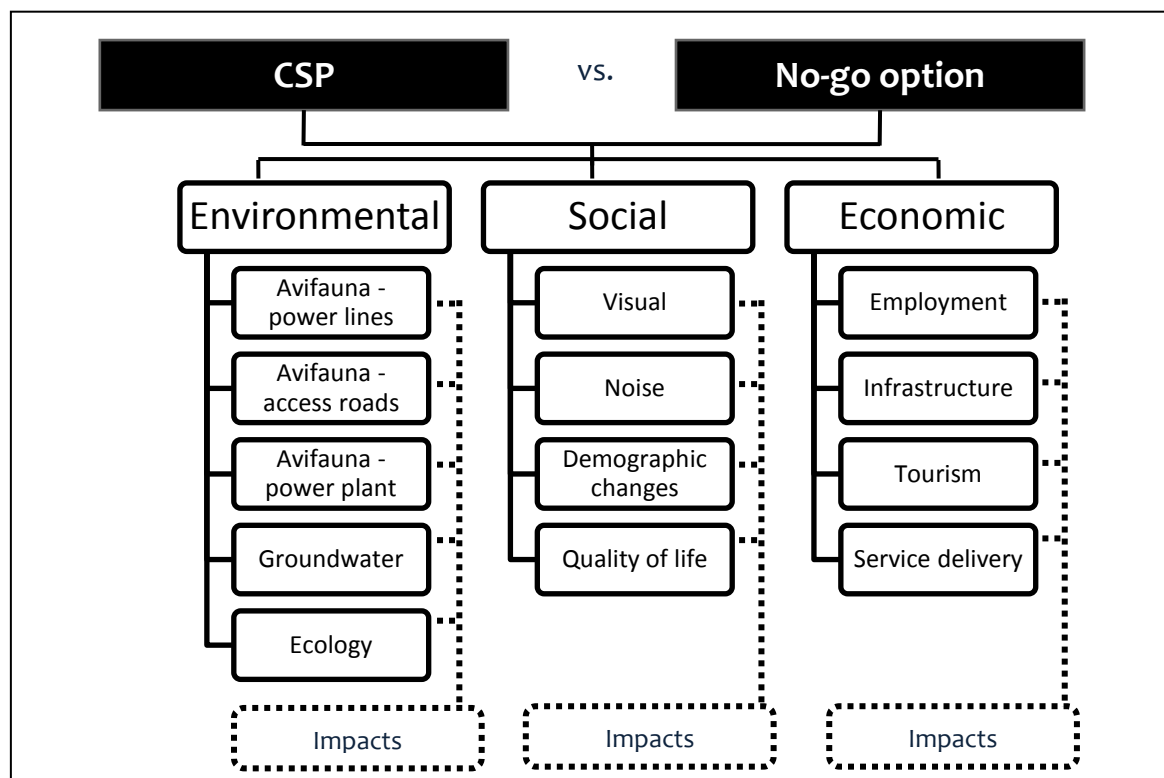 CSP
vs.
No-go option
Environmental
Social
Economic
Avifauna -
power lines
Visual
Employment
Avifauna -
access roads
Noise
Infrastructure
Avifauna -
power plant
Demographic
changes
Tourism
Groundwater
Quality of life
Service delivery
Ecology
Impacts
Impacts
Impacts